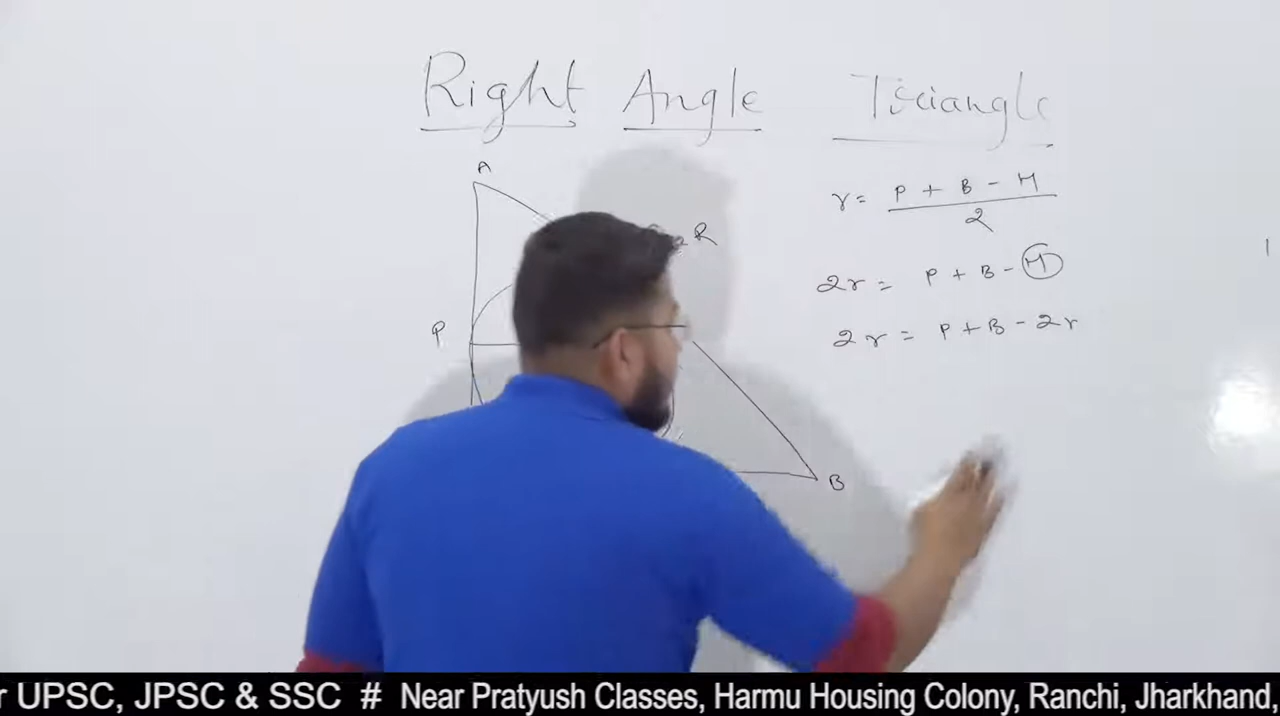 Right Angle Triangle
A
r = P + B - H / 2
R
2r = P + B - H
P
2r = P + B - 2r
B
r UPSC, JPSC & SSC # Near Pratyush Classes, Harmu Housing Colony, Ranchi, Jharkhand,